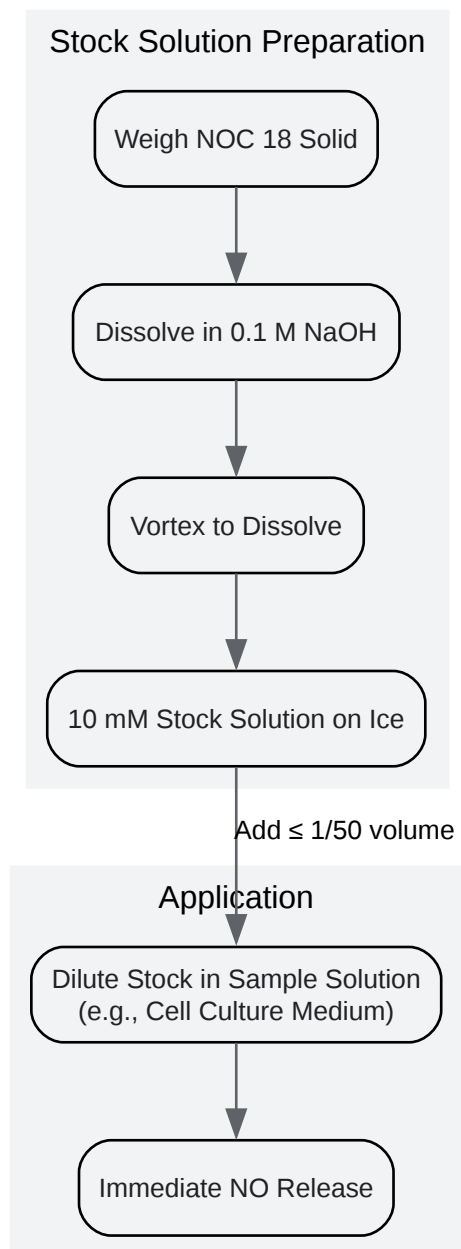 Stock Solution Preparation
Weigh NOC 18 Solid
Dissolve in 0.1 M NaOH
Vortex to Dissolve
10 mM Stock Solution on Ice
Add ≤ 1/50 volume
Application
Dilute Stock in Sample Solution
(e.g., Cell Culture Medium)
Immediate NO Release